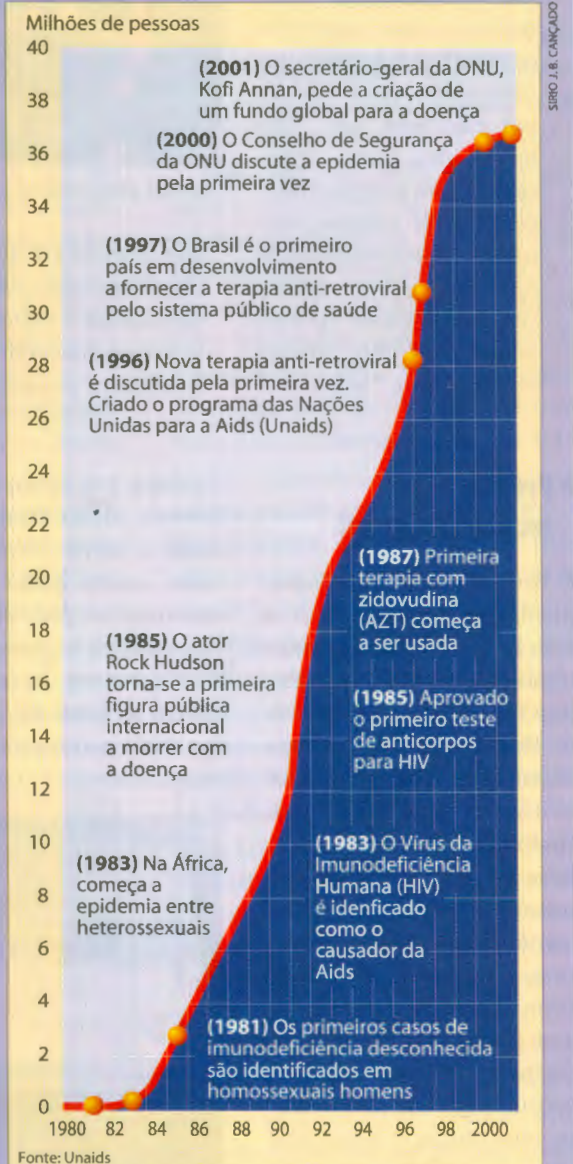 Milhões de pessoas
SIRIO J. B. CANÇADO
40
38
36
34
32
30
28
26
24
22
20
18
16
14
12
10
8
6
4
2
0
(2001) O secretário-geral da ONU,
Kofi Annan, pede a criação de
um fundo global para a doença
(2000) O Conselho de Segurança
da ONU discute a epidemia
pela primeira vez
(1997) O Brasil é o primeiro
país em desenvolvimento
a fornecer a terapia anti-retroviral
pelo sistema público de saúde
(1996) Nova terapia anti-retroviral
é discutida pela primeira vez.
Criado o programa das Nações
Unidas para a Aids (Unaids)
(1987) Primeira
terapia com
zidovudina
(AZT) começa
a ser usada
(1985) O ator
Rock Hudson
torna-se a primeira
figura pública
internacional
a morrer com
a doença
(1985) Aprovado
o primeiro teste
de anticorpos
para HIV
(1983) Na África,
começa a
epidemia entre
heterossexuais
(1983) O Vírus da
Imunodeficiência
Humana (HIV)
é idenficado
como o
causador da
Aids
(1981) Os primeiros casos de
imunodeficiência desconhecida
são identificados em
homossexuais homens
1980 82 84 86 88 90 92 94 96 98 2000
Fonte: Unaids